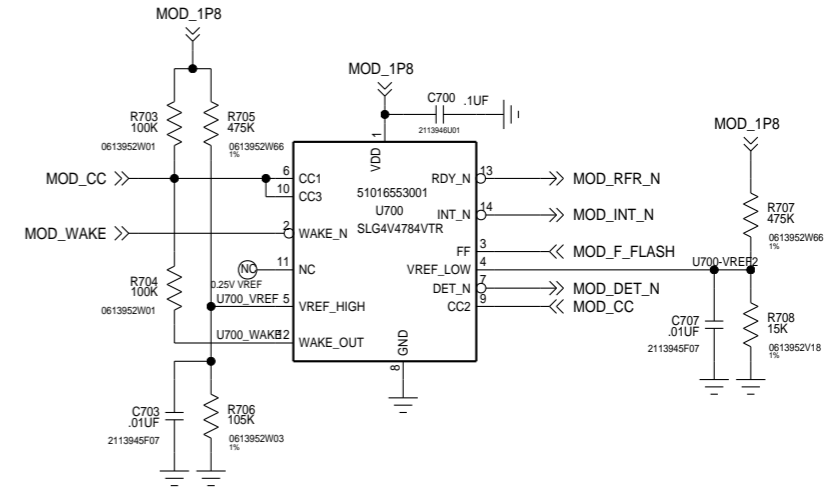 MOD_1P8
MOD_1P8
C700 .1UF
2113946U01
MOD_1P8
R703
100K
0613952W01
R705
475K
0613952W66
1%
1
VDD
MOD_CC
6 CC1
10 CC3
51016553001
U700
SLG4V4784VTR
RDY_N 13
MOD_RFR_N
INT_N 14
MOD_INT_N
MOD_WAKE
2 WAKE_N
FF 3
MOD_F_FLASH
R707
475K
0613952W66
1%
NC
11 NC
VREF_LOW 4
U700-VREF2
R704
100K
0613952W01
0.25V VREF
U700_VREF 5 VREF_HIGH
DET_N 7
MOD_DET_N
CC2 9
MOD_CC
C707
.01UF
2113945F07
R708
15K
0613952V18
1%
U700_WAKE 12 WAKE_OUT
GND
8
C703
.01UF
2113945F07
R706
105K
0613952W03
1%